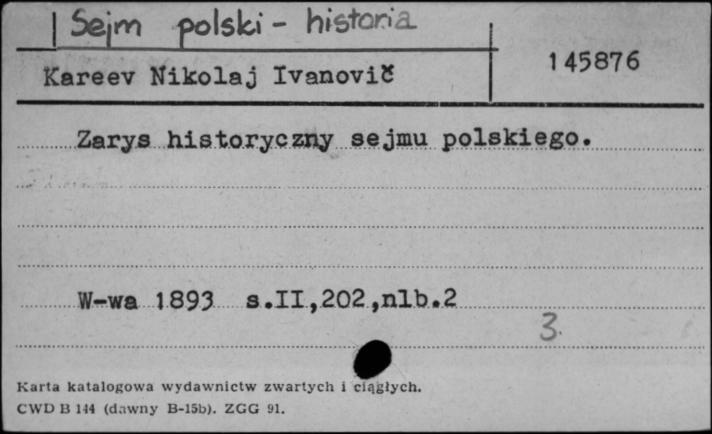 Sejm polski - historia
Kareev Nikolaj Ivanovič
145876
Zarys historyczny sejmu polskiego.
W-wa 1893 s.II,202,nlb.2
3.
Karta katalogowa wydawnictw zwartych i ciągłych.
CWD B 144 (dawny B-15b). ZGG 91.